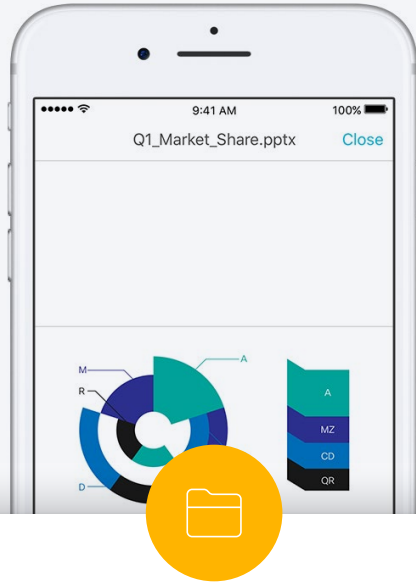 9:41 AM
100%
Q1_Market_Share.pptx
Close
M
A
R
D
A
MZ
CD
QR